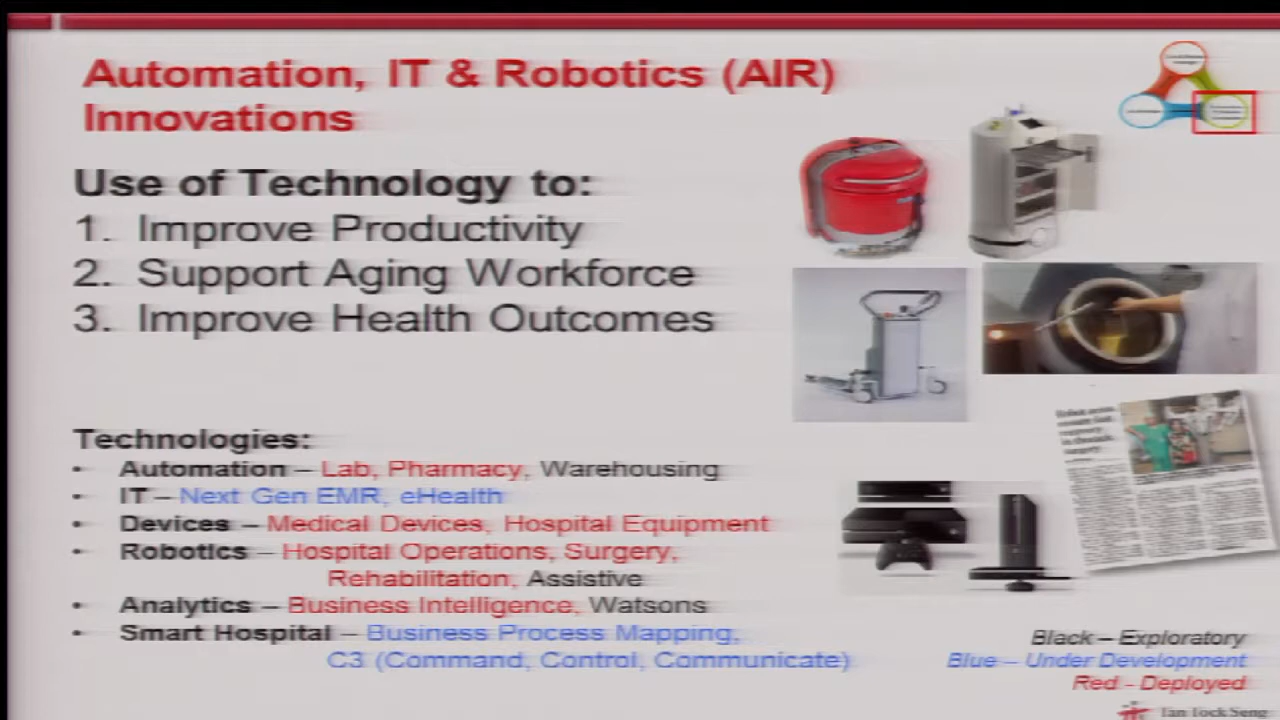 Automation, IT & Robotics (AIR)
Innovations
Use of Technology to:
1. Improve Productivity
2. Support Aging Workforce
3. Improve Health Outcomes
Technologies:
• Automation – Lab, Pharmacy, Warehousing
• IT – Next Gen EMR, eHealth
• Devices – Medical Devices, Hospital Equipment
• Robotics – Hospital Operations, Surgery,
Rehabilitation, Assistive
• Analytics – Business Intelligence, Watsons
• Smart Hospital – Business Process Mapping,
C3 (Command, Control, Communicate)
Black – Exploratory
Blue – Under Development
Red - Deployed
Tan Tock Seng